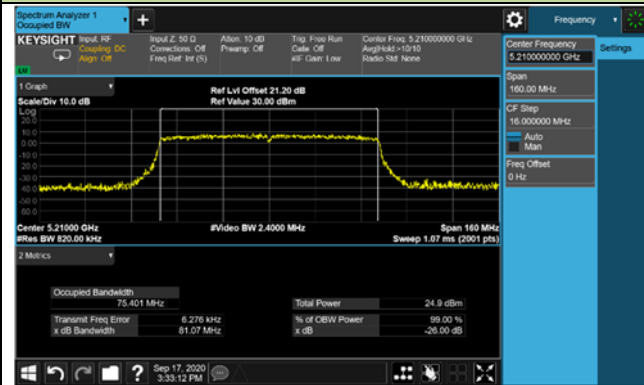 Spectrum Analyzer 1
Occupied BW
+
Frequency
KEYSIGHT Input: RF
Coupling: DC
Align: Off
Input Z: 50 Ω
Corrections: Off
Freq Ref: Int (S)
Atten: 10 dB
Preamp: Off
Trig: Free Run
Gate: Off
#IF Gain: Low
Center Freq: 5.210000000 GHz
Avg|Hold: >10/10
Radio Std: None
Center Frequency
5.210000000 GHz
Settings
Span
160.00 MHz
CF Step
16.000000 MHz
Auto
Man
Freq Offset
0 Hz
1 Graph
Scale/Div 10.0 dB
Ref Lvl Offset 21.20 dB
Ref Value 30.00 dBm
Log
20.0
10.0
0.00
-10.0
-20.0
-30.0
-40.0
-50.0
-60.0
Center 5.21000 GHz
#Res BW 820.00 kHz
#Video BW 2.4000 MHz
Span 160 MHz
Sweep 1.07 ms (2001 pts)
2 Metrics
Occupied Bandwidth
75.401 MHz
Total Power 24.9 dBm
Transmit Freq Error 6.276 kHz
% of OBW Power 99.00 %
x dB Bandwidth 81.07 MHz
x dB -26.00 dB
?
Sep 17, 2020
3:33:12 PM